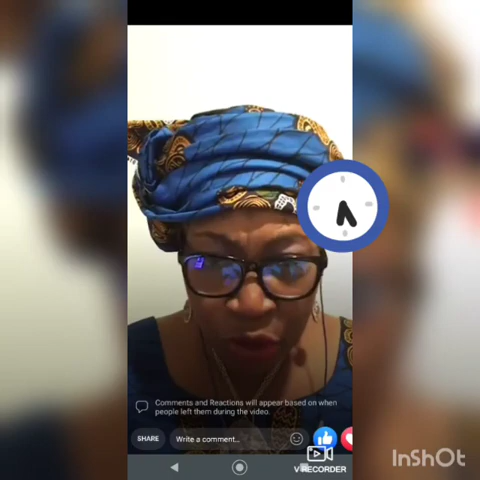 Comments and Reactions will appear based on when
people left them during the video.
SHARE
Write a comment...
V RECORDER
InShOt